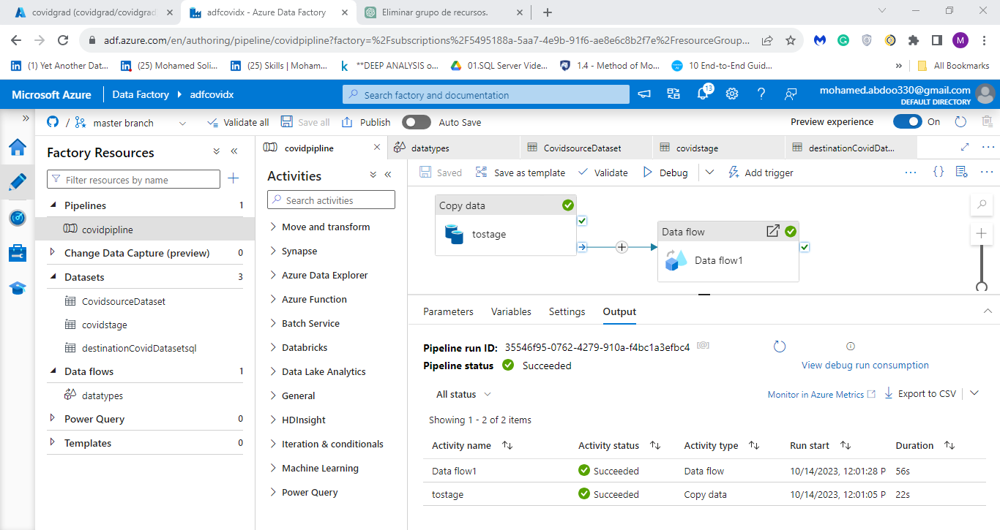 covidgrad (covidgrad/covidgrad
adfcovidx - Azure Data Factory
Eliminar grupo de recursos.
adf.azure.com/en/authoring/pipeline/covidpipline?factory=%2Fsubscriptions%2F5495188a-5aa7-4e9b-91f6-ae8e6c8b2f7e%2FresourceGroup...
M
(1) Yet Another Dat...
(25) Mohamed Soli...
(25) Skills | Moham...
**DEEP ANALYSIS o...
01.SQL Server Vide...
1.4 - Method of Mo...
10 End-to-End Guid...
»
All Bookmarks
Microsoft Azure
Data Factory
adfcovidx
Search factory and documentation
13
mohamed.abdoo330@gmail.com
DEFAULT DIRECTORY
/
master branch
Validate all
Save all
Publish
Auto Save
Preview experience
On
Factory Resources
Filter resources by name
Pipelines 1
covidpipline
Change Data Capture (preview) 0
Datasets 3
CovidsourceDataset
covidstage
destinationCovidDatasetsql
Data flows 1
datatypes
Power Query 0
Templates 0
covidpipline
datatypes
CovidsourceDataset
covidstage
destinationCovidDat...
Activities
Search activities
Move and transform
Synapse
Azure Data Explorer
Azure Function
Batch Service
Databricks
Data Lake Analytics
General
HDInsight
Iteration & conditionals
Machine Learning
Power Query
Saved
Save as template
Validate
Debug
Add trigger
Copy data
tostage
Data flow
Data flow1
Parameters
Variables
Settings
Output
Pipeline run ID: 35546f95-0762-4279-910a-f4bc1a3efbc4
Pipeline status Succeeded
View debug run consumption
All status
Monitor in Azure Metrics
Export to CSV
Showing 1 - 2 of 2 items
Activity name Activity status Activity type Run start Duration
Data flow1 Succeeded Data flow 10/14/2023, 12:01:28 P 56s
tostage Succeeded Copy data 10/14/2023, 12:01:05 P 22s